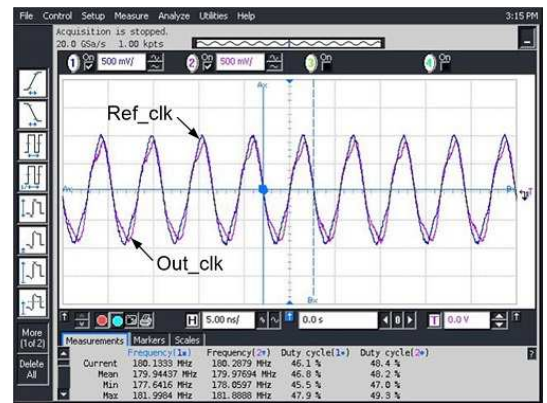 File Control Setup Measure Analyze Utilities Help 3:15 PM
Acquisition is stopped.
20.0 GSa/s 1.00 kpts
1 On 500 mV/ 2 On 500 mV/ 3 On 4 On
Ax
Ref_clk
Out_clk
Bx
More
(1of 2)
Delete
All
H 5.00 ns/ 0.0 s 0 T 0.0 V
Measurements Markers Scales
Frequency(1) Frequency(2) Duty cycle(1) Duty cycle(2)
Current 180.1333 MHz 180.2879 MHz 46.1 % 48.4 %
Mean 179.94437 MHz 179.97694 MHz 46.8 % 48.2 %
Min 177.6416 MHz 178.0597 MHz 45.5 % 47.0 %
Max 181.9984 MHz 181.8888 MHz 47.9 % 49.3 %